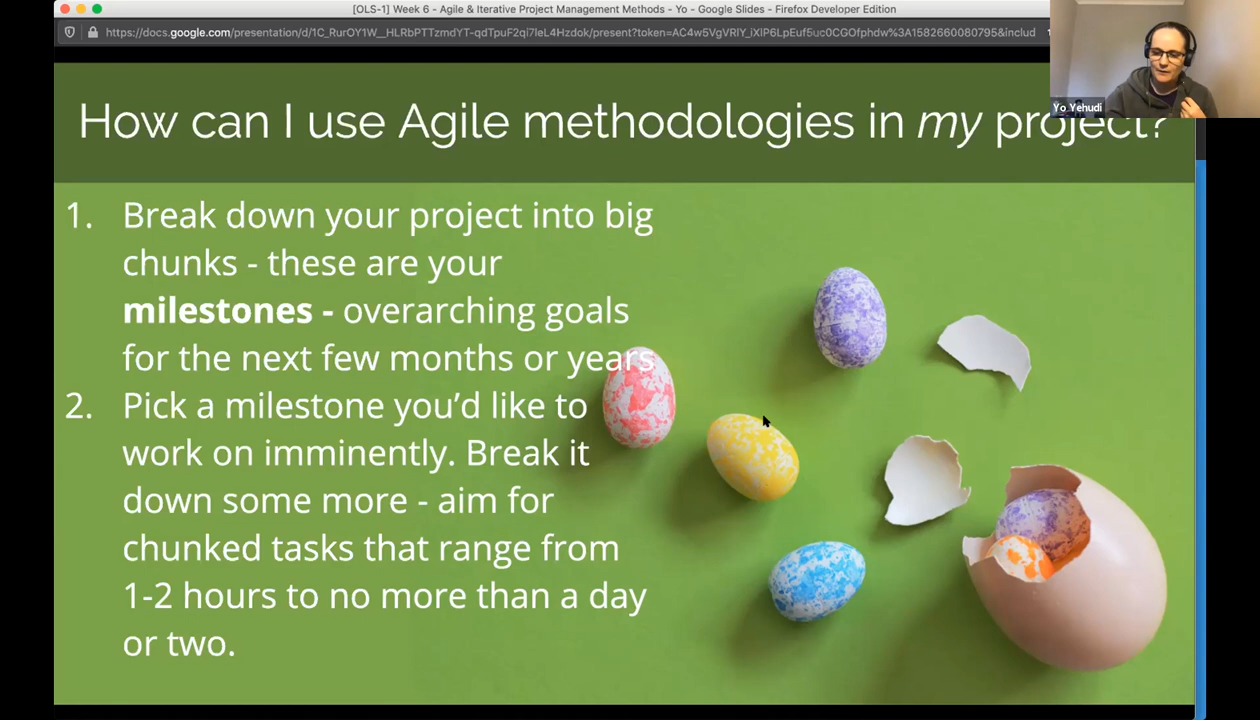 [OLS-1] Week 6 - Agile & Iterative Project Management Methods - Yo - Google Slides - Firefox Developer Edition
Yo Yehudi
How can I use Agile methodologies in my project?
1. Break down your project into big
chunks - these are your
milestones - overarching goals
for the next few months or years
2. Pick a milestone you’d like to
work on imminently. Break it
down some more - aim for
chunked tasks that range from
1-2 hours to no more than a day
or two.